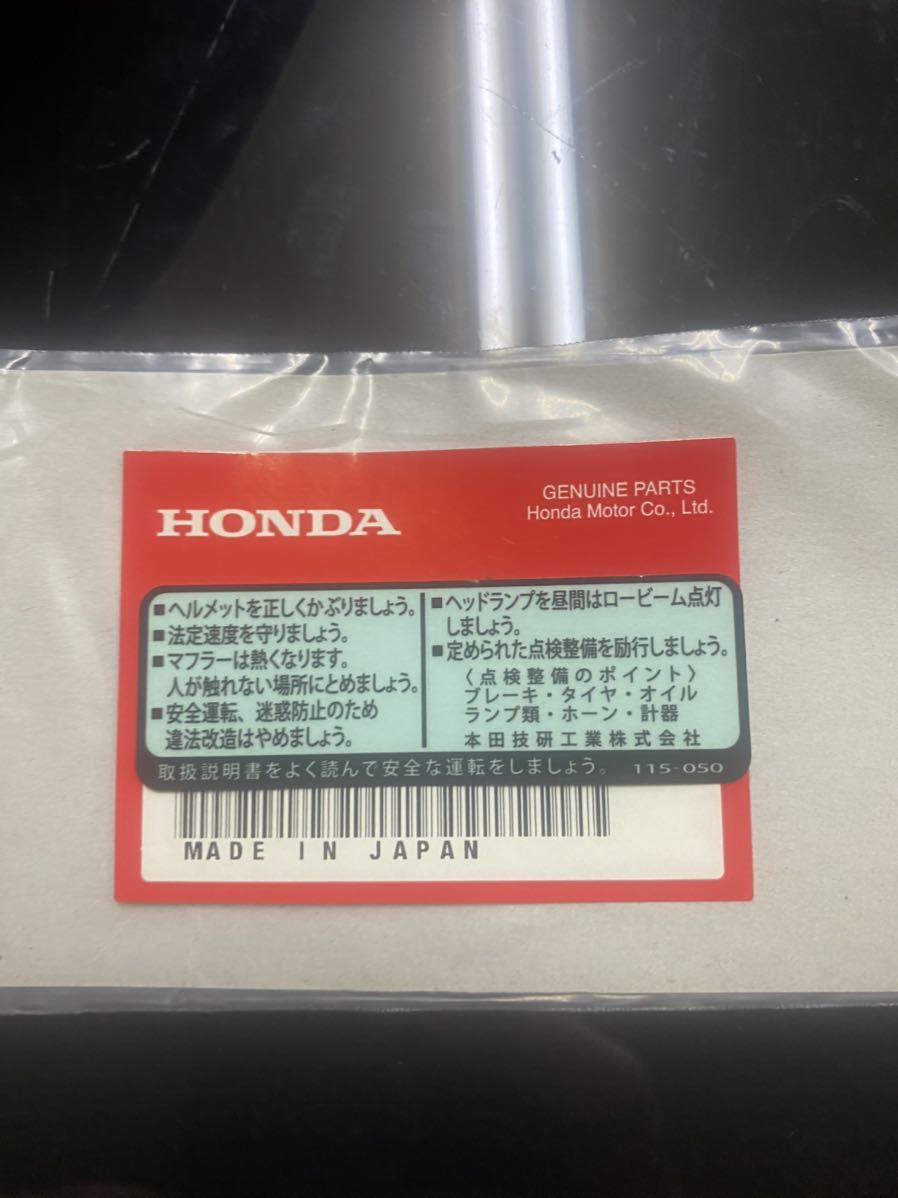 HONDA
GENUINE PARTS
Honda Motor Co., Ltd.
■ヘルメットを正しくかぶりましょう。
■法定速度を守りましょう。
■マフラーは熱くなります。
人が触れない場所にとめましょう。
■安全運転、迷惑防止のため
違法改造はやめましょう。
■ヘッドランプを昼間はロービーム点灯
しましょう。
■定められた点検整備を励行しましょう。
〈点検整備のポイント〉
ブレーキ・タイヤ・オイル
ランプ類・ホーン・計器
本田技研工業株式会社
取扱説明書をよく読んで安全な運転をしましょう。 115-050
MADE IN JAPAN